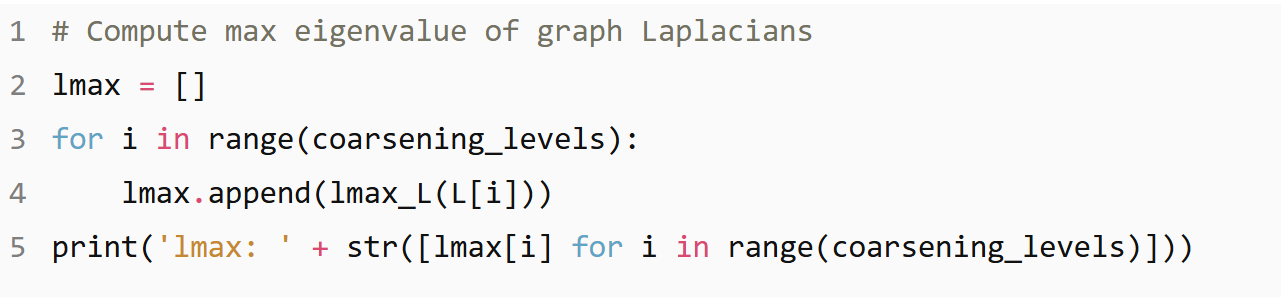 1 # Compute max eigenvalue of graph Laplacians
2 lmax = []
3 for i in range(coarsening_levels):
4     lmax.append(lmax_L(L[i]))
5 print('lmax: ' + str([lmax[i] for i in range(coarsening_levels)]))